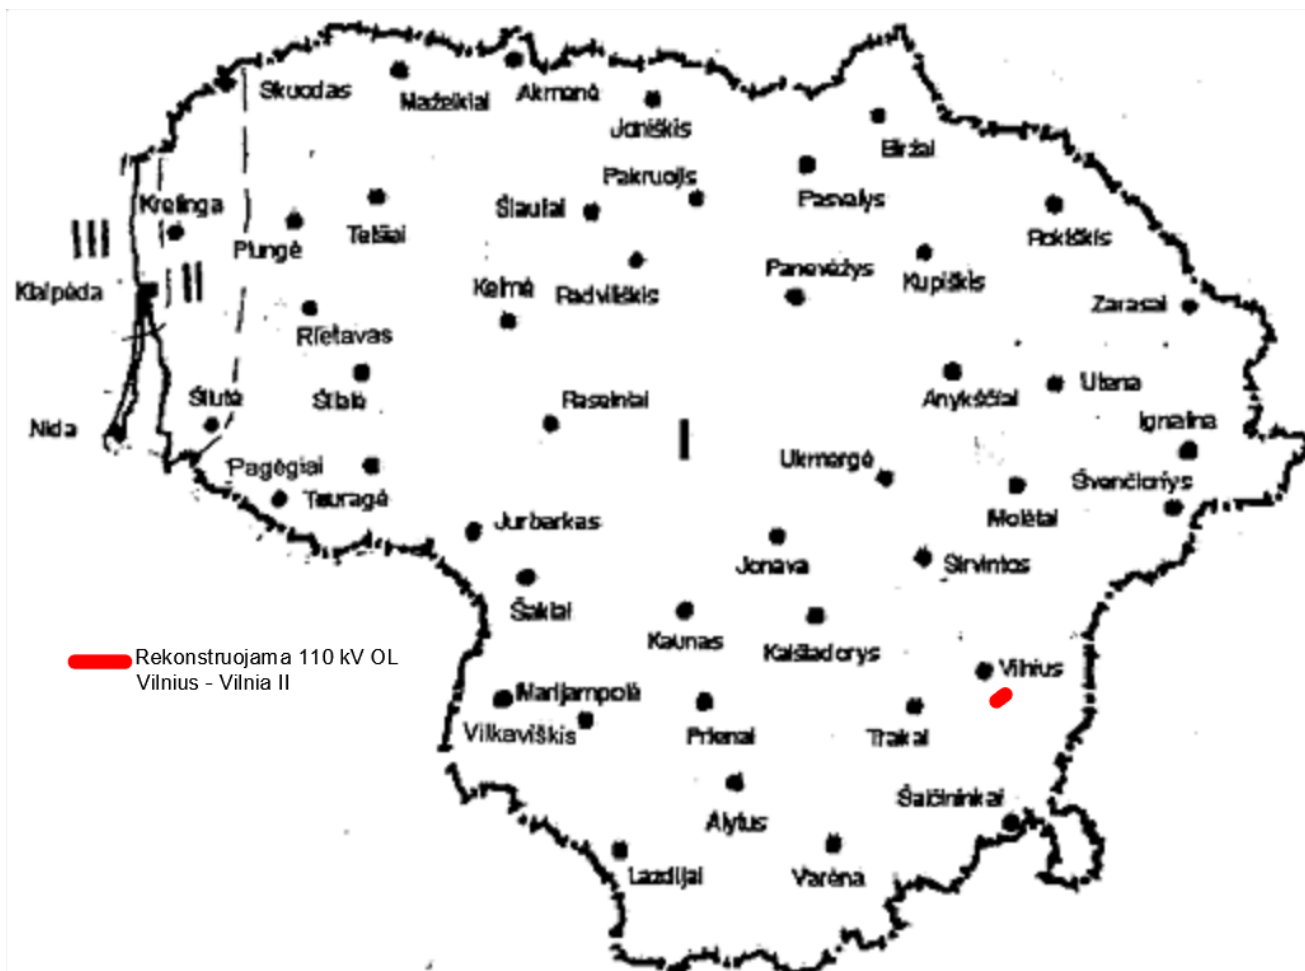 Skuodas
Mažeikiai
Akmenė
Joniškis
Biržai
Pakruojis
Pasvalys
Kretinga
Šiauliai
Rokiškis
III
Plungė
Telšiai
Panevėžys
Kupiškis
II
Klaipėda
Kelmė
Radviliškis
Zarasai
Rietavas
Utena
Šilutė
Šilalė
Raseiniai
Anykščiai
Ignalina
Nida
I
Pagėgiai
Ukmergė
Švenčionys
Tauragė
Molėtai
Jurbarkas
Jonava
Širvintos
Šakiai
Kaunas
Kaišiadorys
Rekonstruojama 110 kV OL
Vilnius - Vilnia II
Vilnius
Marijampolė
Vilkaviškis
Prienai
Trakai
Šalčininkai
Alytus
Lazdijai
Varėna